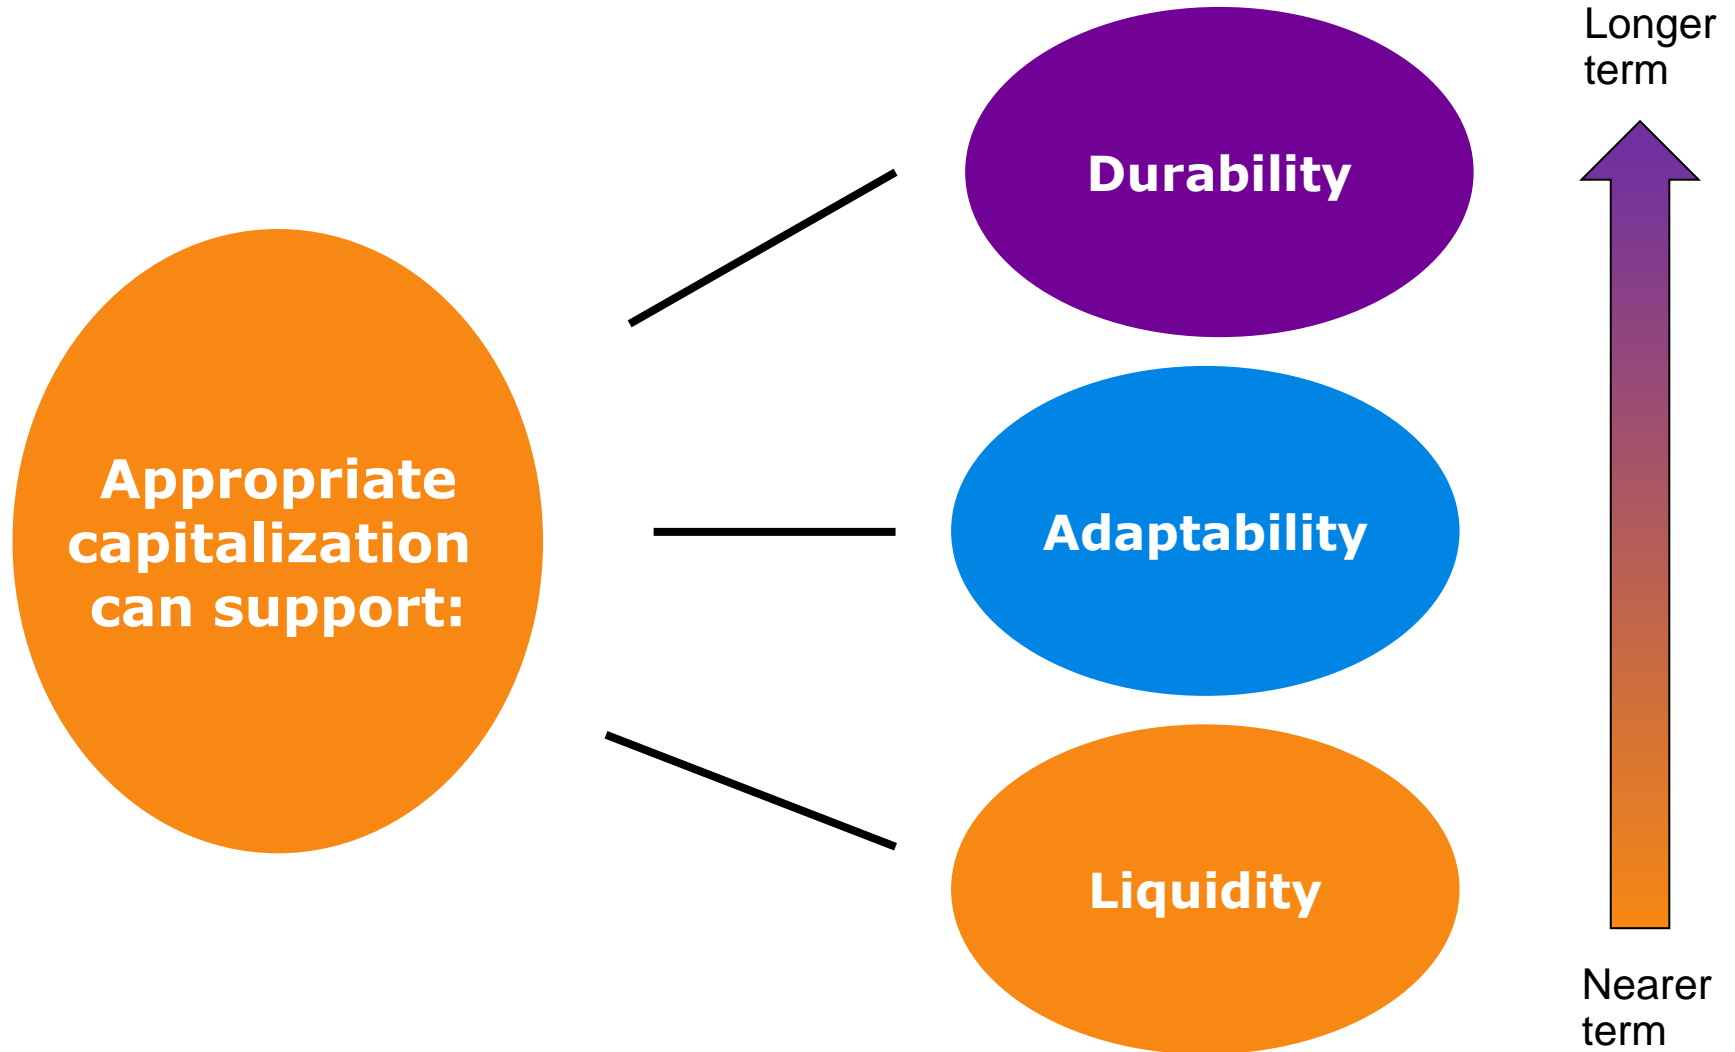 Appropriate
capitalization
can support:
Durability
Adaptability
Liquidity
Longer
term
Nearer
term